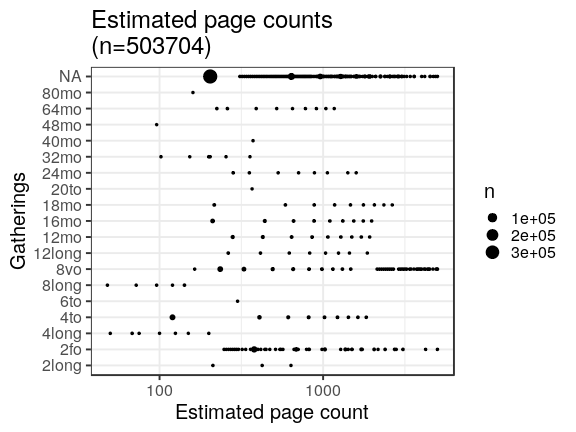 Estimated page counts
(n=503704)
NA
80mo
64mo
48mo
40mo
32mo
24mo
20to
18mo
16mo
12mo
12long
8vo
8long
6to
4to
4long
2fo
2long
Gatherings
100
1000
Estimated page count
n
1e+05
2e+05
3e+05